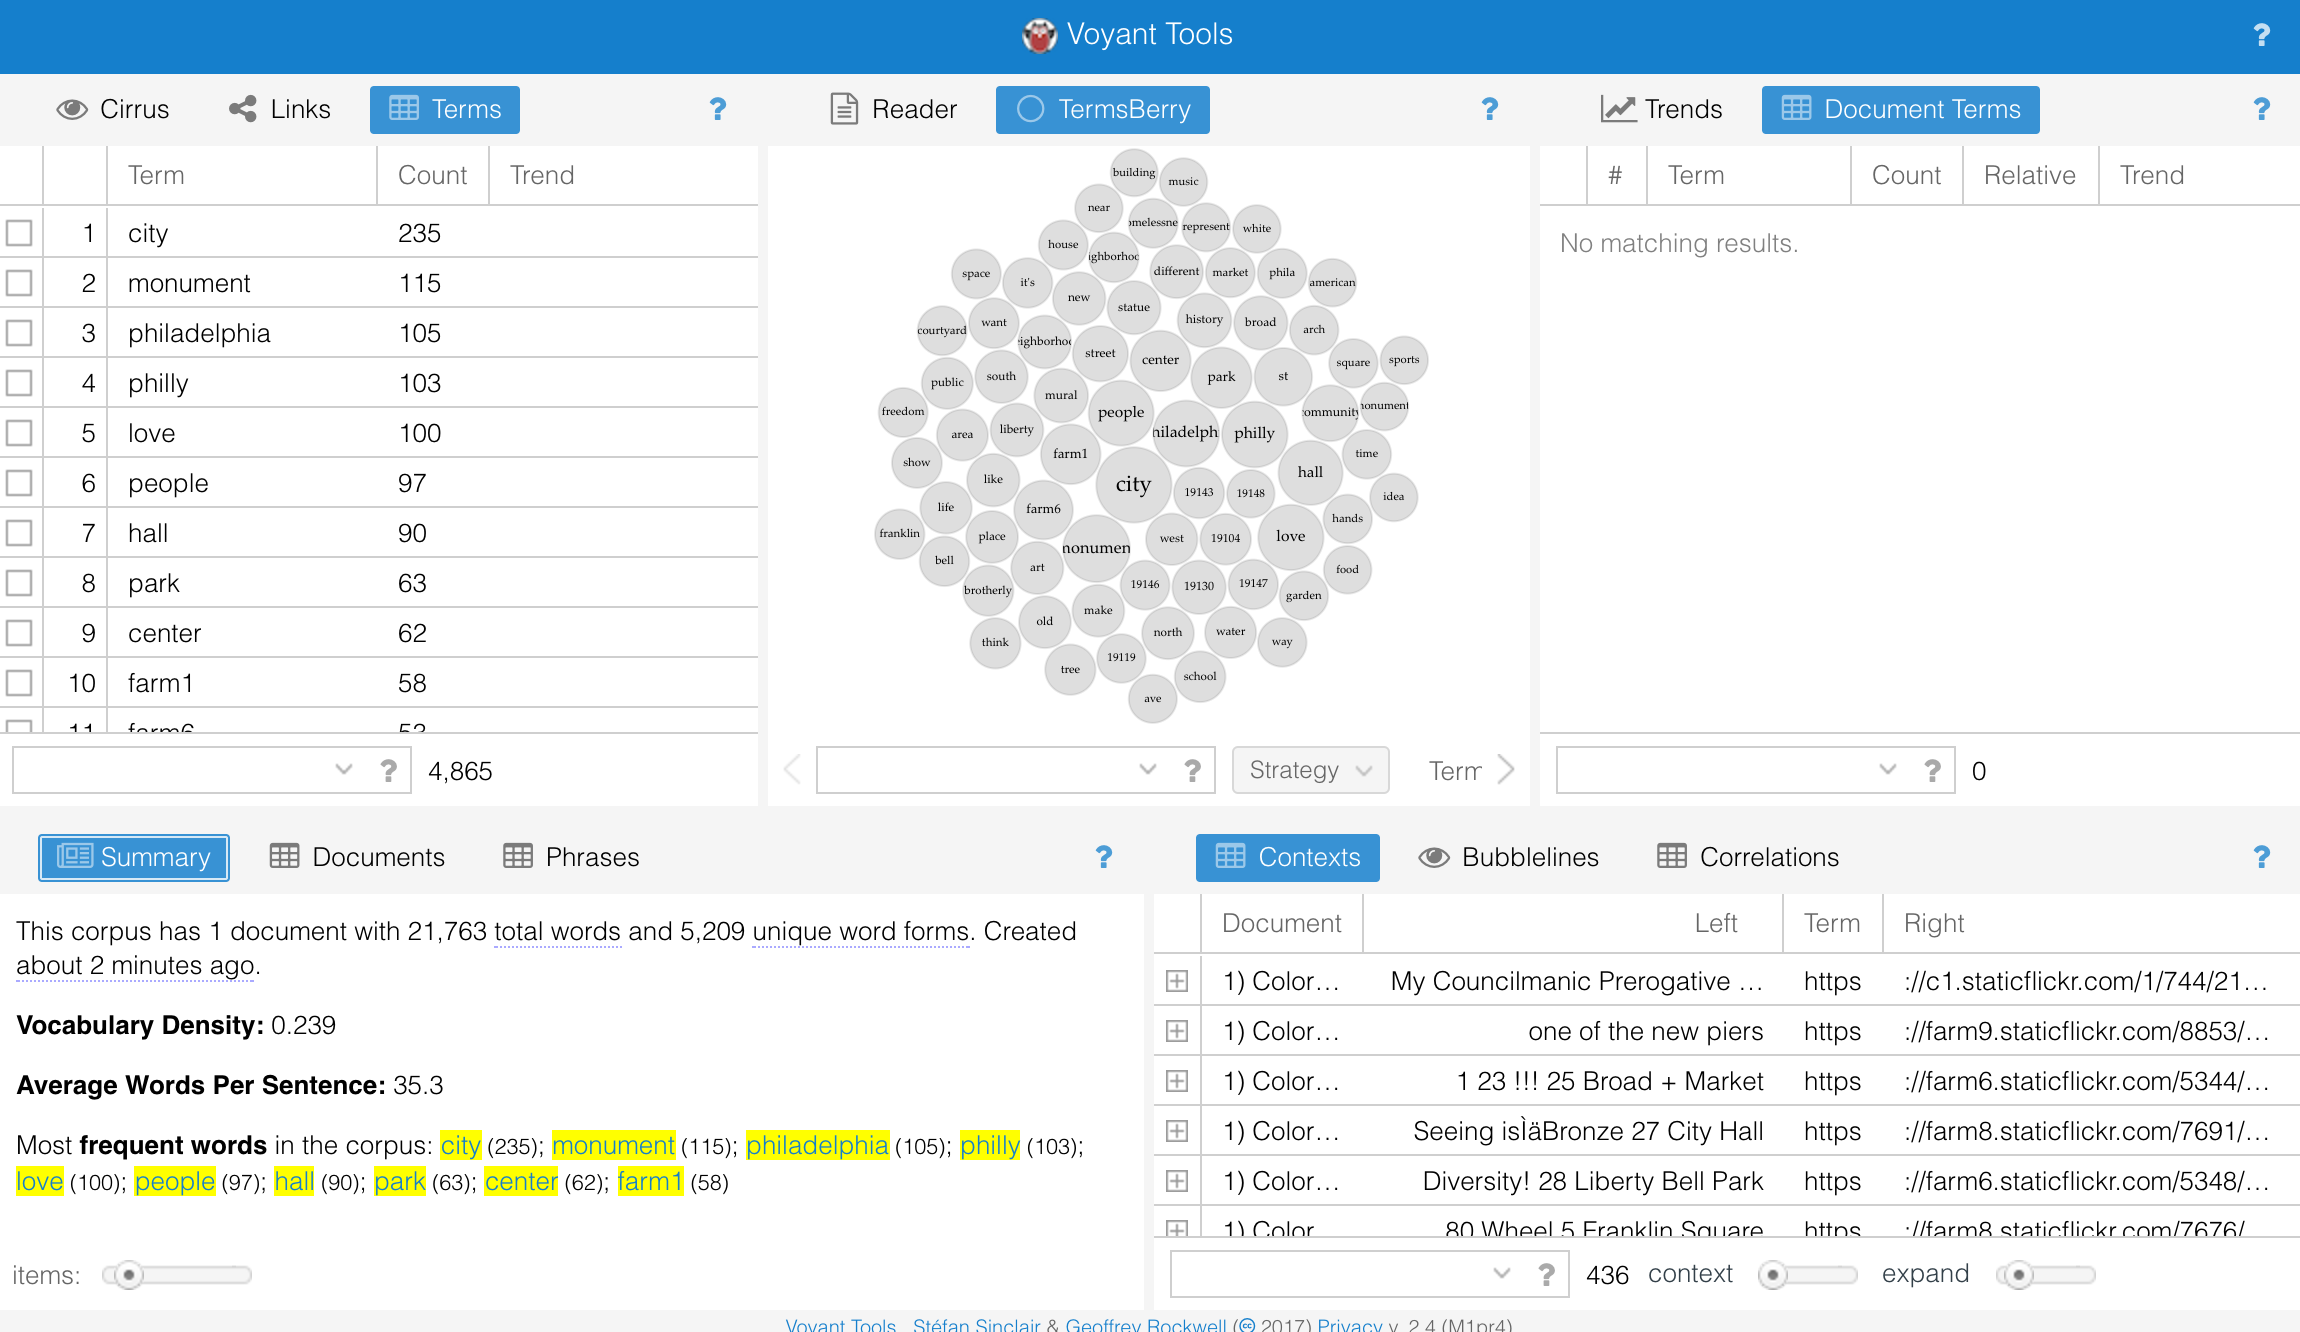 Voyant Tools ?
Cirrus Links Terms ?
Term Count Trend
1 city 235
2 monument 115
3 philadelphia 105
4 philly 103
5 love 100
6 people 97
7 hall 90
8 park 63
9 center 62
10 farm1 58
11 farm6 53
? 4,865
Reader TermsBerry ?
building
music
near
omelessne
represent
white
house
ighborhoo
space
it's
different
market
phila
american
new
statue
courtyard
want
history
broad
arch
eighborhoo
street
center
square
sports
public
south
park
st
mural
freedom
people
ommunity
monument
area
liberty
hiladelph
philly
show
farm1
time
like
city
19143
19148
hall
idea
life
farm6
hands
franklin
place
monumen
west
19104
love
bell
art
food
brotherly
19146
19130
19147
garden
old
make
think
north
water
way
tree
19119
school
ave
? Strategy Term
Trends Document Terms ?
# Term Count Relative Trend
No matching results.
? 0
Summary Documents Phrases ?
This corpus has 1 document with 21,763 total words and 5,209 unique word forms. Created
about 2 minutes ago.
Vocabulary Density: 0.239
Average Words Per Sentence: 35.3
Most frequent words in the corpus: city (235); monument (115); philadelphia (105); philly (103);
love (100); people (97); hall (90); park (63); center (62); farm1 (58)
items:
Contexts Bubblelines Correlations ?
Document Left Term Right
1) Color... My Councilmanic Prerogative ... https ://c1.staticflickr.com/1/744/21...
1) Color... one of the new piers https ://farm9.staticflickr.com/8853/...
1) Color... 1 23 !!! 25 Broad + Market https ://farm6.staticflickr.com/5344/...
1) Color... Seeing isÌäBronze 27 City Hall https ://farm8.staticflickr.com/7691/...
1) Color... Diversity! 28 Liberty Bell Park https ://farm6.staticflickr.com/5348/...
1) Color... 80 Wheel 5 Franklin Square https ://farm8.staticflickr.com/7676/...
? 436 context expand
Voyant Tools , Stéfan Sinclair & Geoffrey Rockwell (cc 2017) Privacy v. 2.4 (M1pr4)